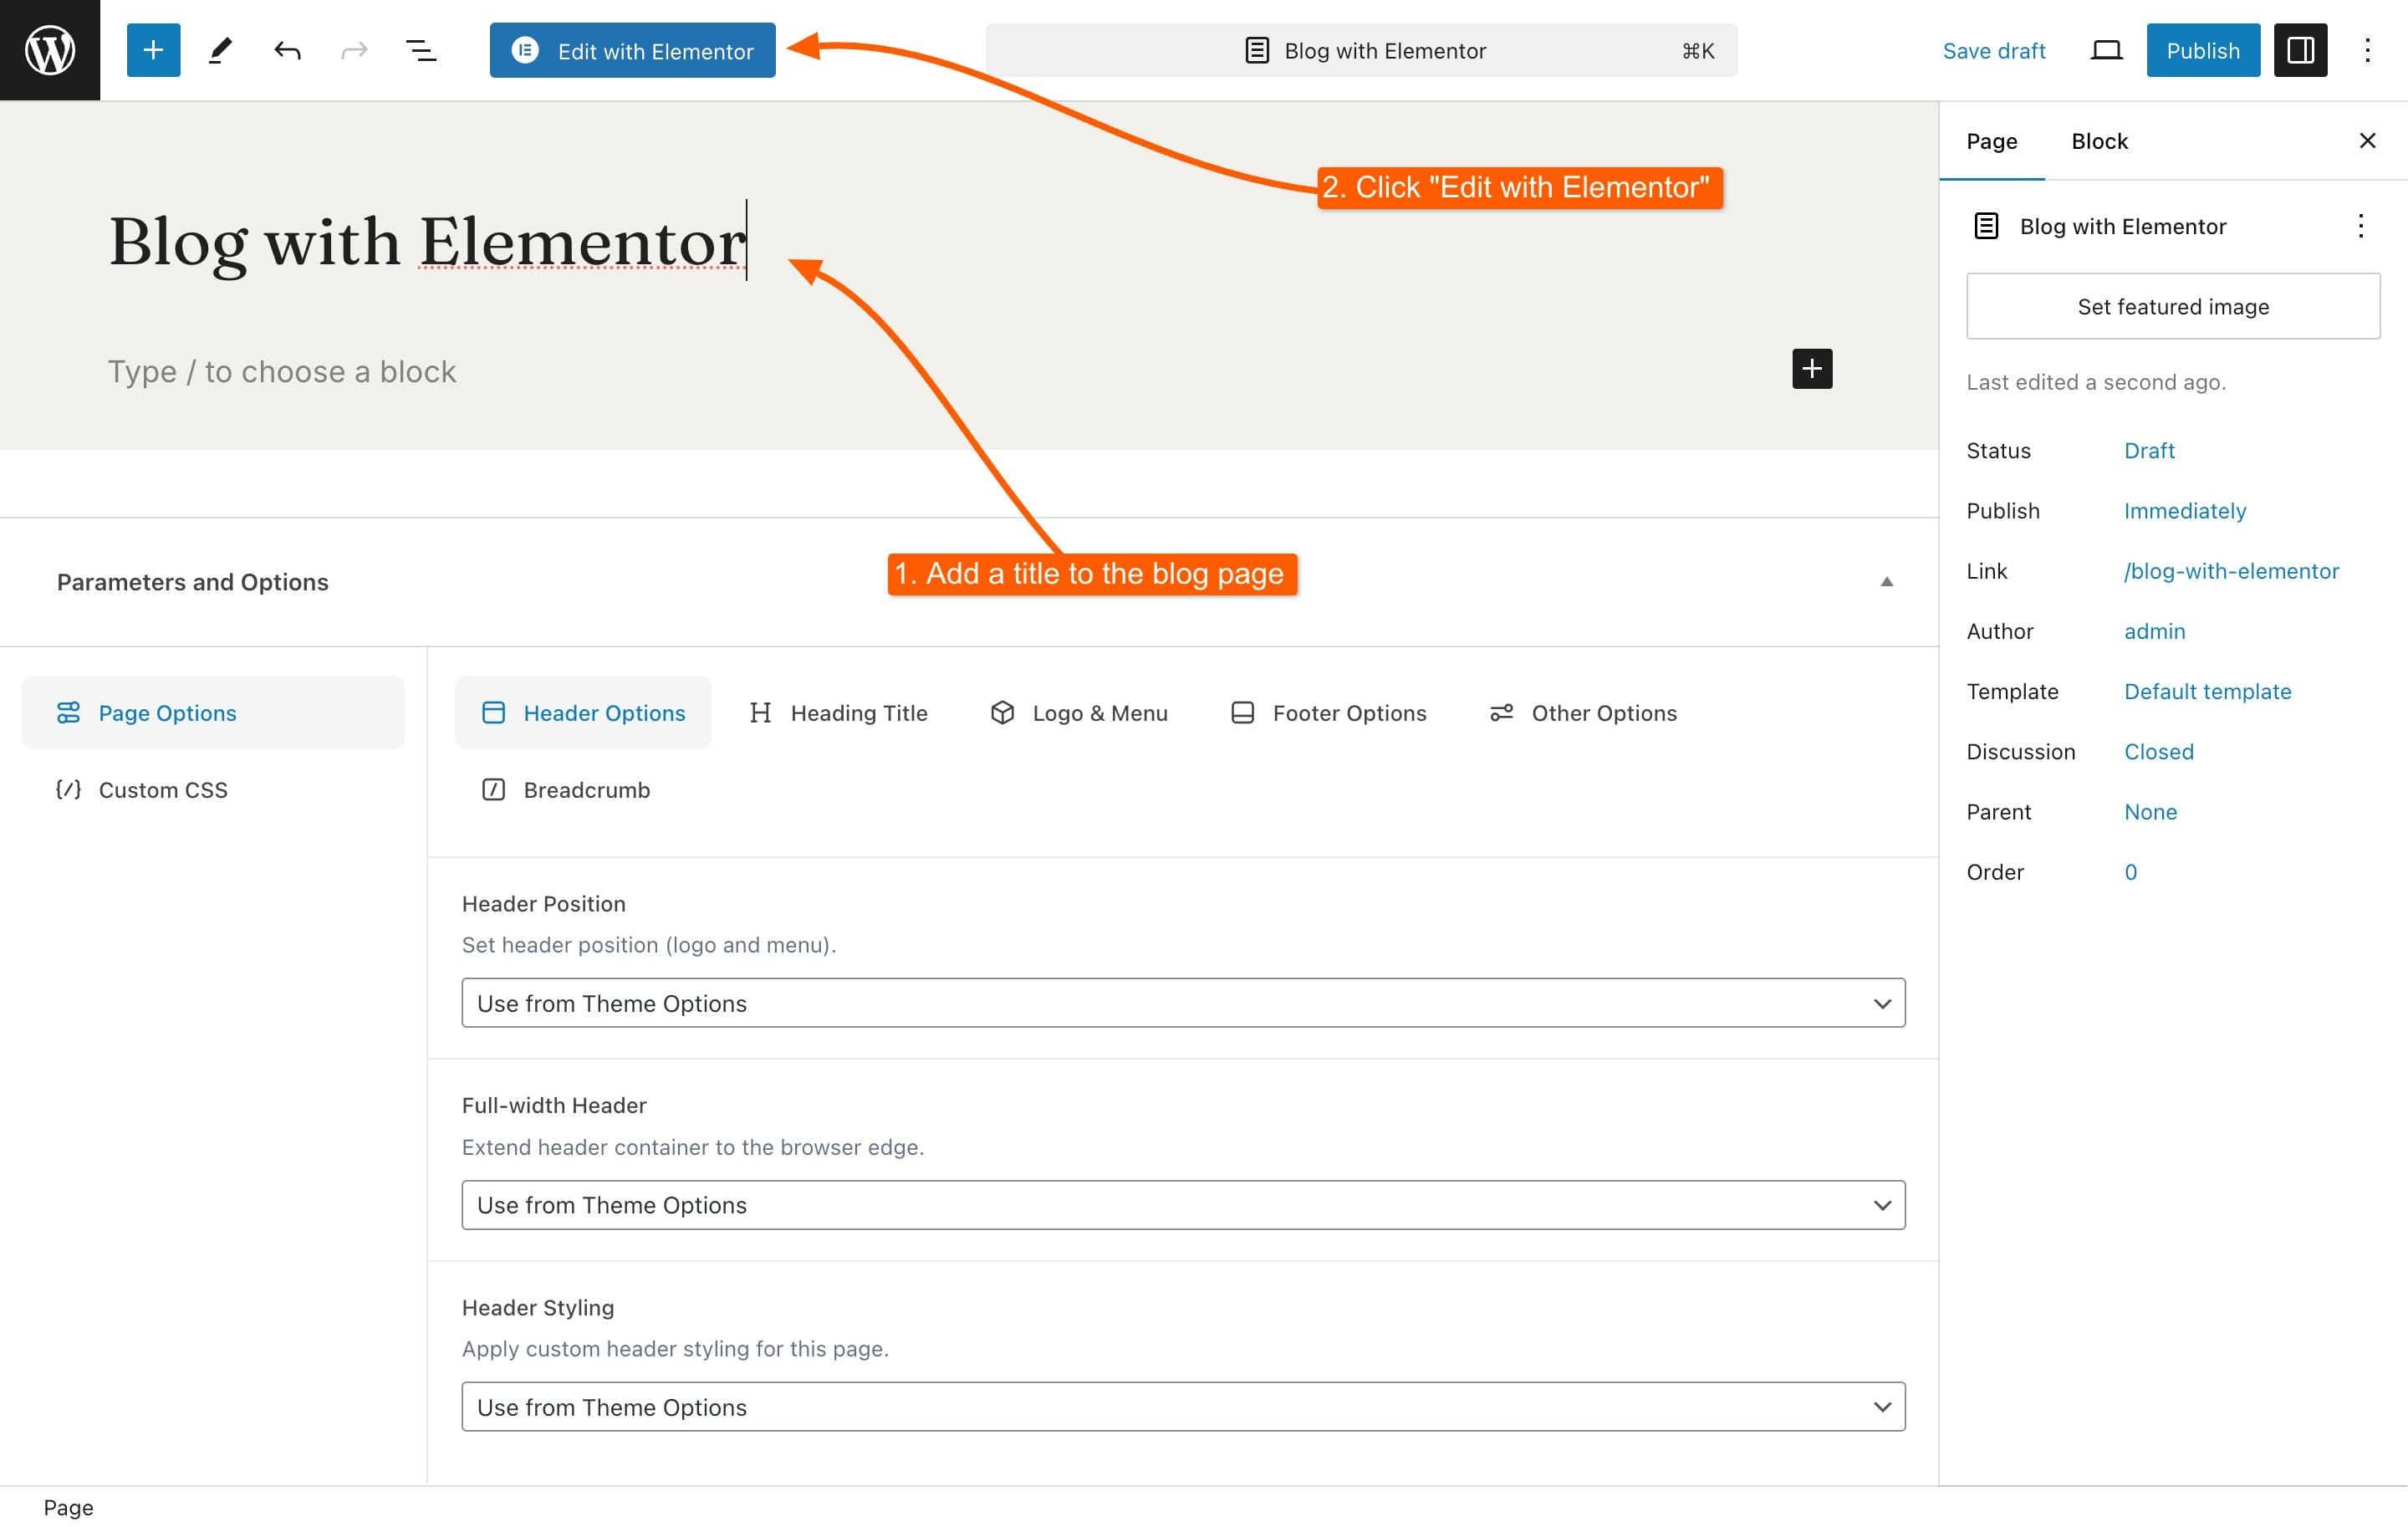 Edit with Elementor
Blog with Elementor
⌘K
Save draft
Publish
2. Click "Edit with Elementor"
Blog with Elementor
Type / to choose a block
1. Add a title to the blog page
Parameters and Options
Page Options
Custom CSS
Header Options
Heading Title
Logo & Menu
Footer Options
Other Options
Breadcrumb
Header Position
Set header position (logo and menu).
Use from Theme Options
Full-width Header
Extend header container to the browser edge.
Use from Theme Options
Header Styling
Apply custom header styling for this page.
Use from Theme Options
Page Block
Blog with Elementor
Set featured image
Last edited a second ago.
Status Draft
Publish Immediately
Link /blog-with-elementor
Author admin
Template Default template
Discussion Closed
Parent None
Order 0
Page